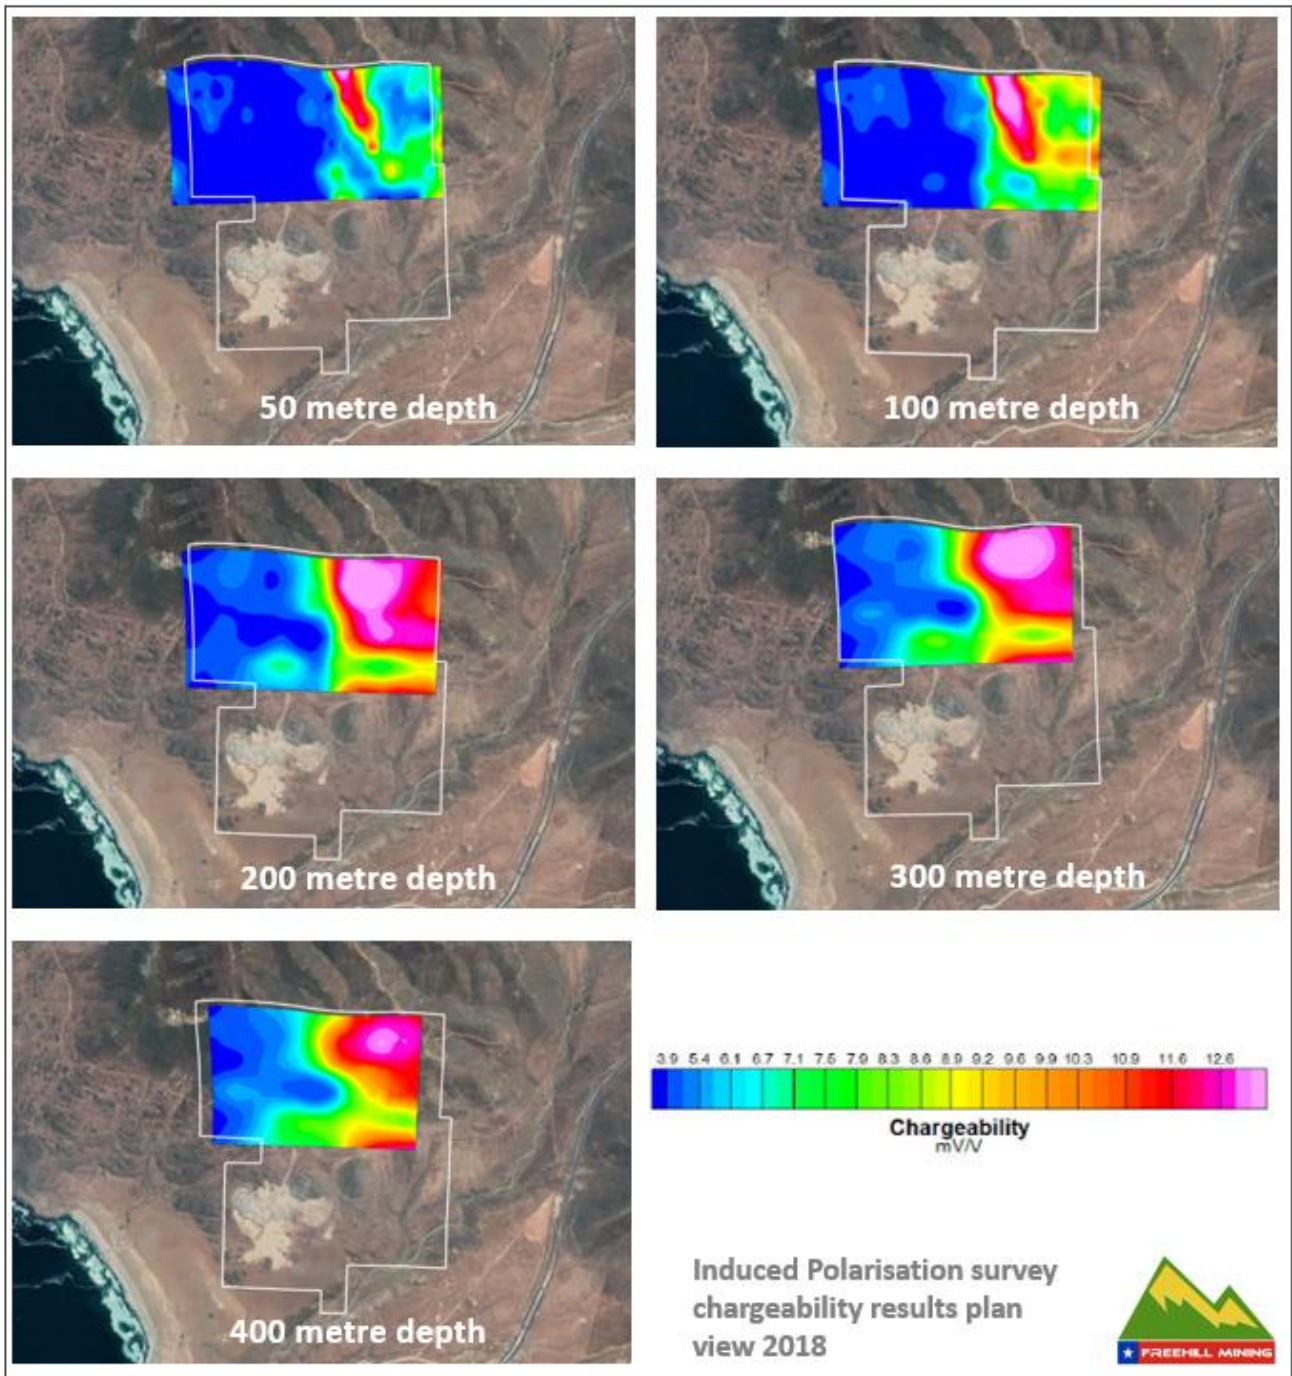 50 metre depth
100 metre depth
200 metre depth
300 metre depth
400 metre depth
3.9 5.4 6.1 6.7 7.1 7.5 7.9 8.3 8.6 8.9 9.2 9.6 9.9 10.3 10.9 11.6 12.6
Chargeability
mV/V
Induced Polarisation survey
chargeability results plan
view 2018
FREEHILL MINING